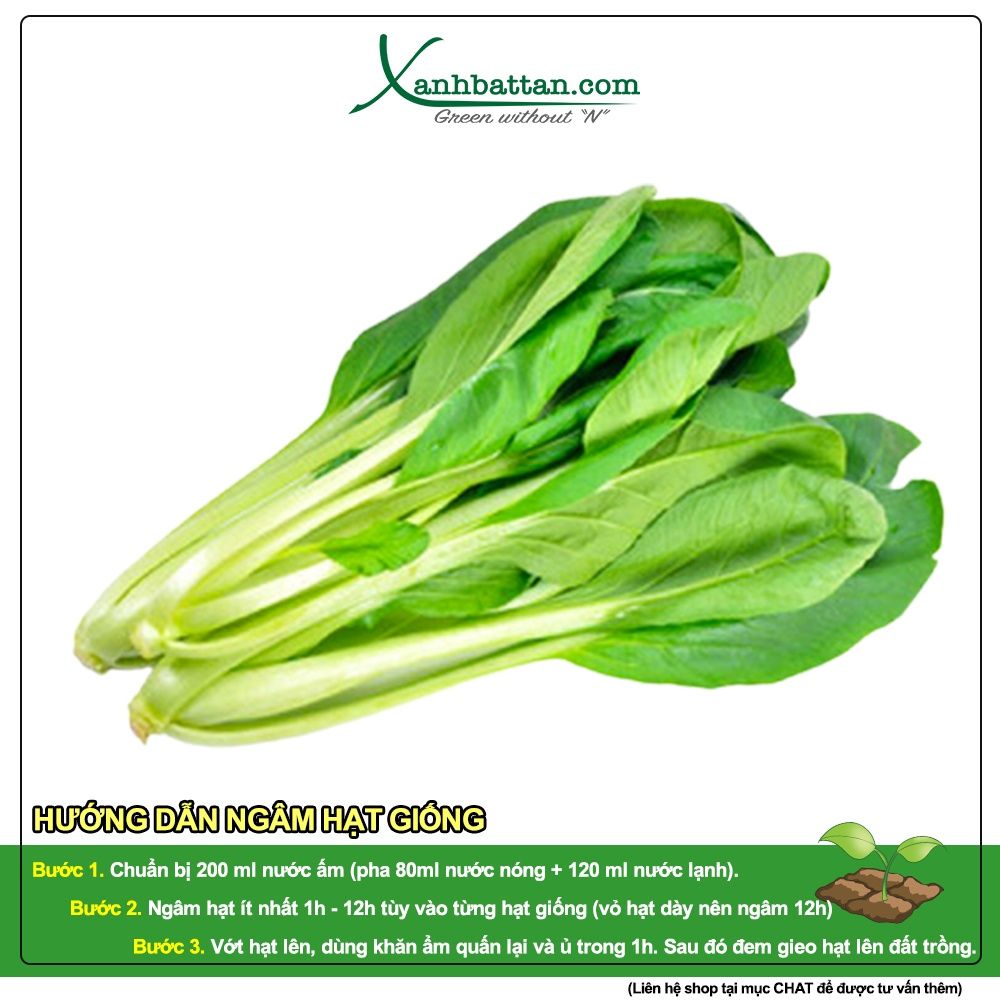 Xanhbattan.com
Green without "N"
HƯỚNG DẪN NGÂM HẠT GIỐNG
Bước 1. Chuẩn bị 200 ml nước ấm (pha 80ml nước nóng + 120 ml nước lạnh).
Bước 2. Ngâm hạt ít nhất 1h - 12h tùy vào từng hạt giống (vỏ hạt dày nên ngâm 12h)
Bước 3. Vớt hạt lên, dùng khăn ẩm quấn lại và ủ trong 1h. Sau đó đem gieo hạt lên đất trồng.
(Liên hệ shop tại mục CHAT để được tư vấn thêm)